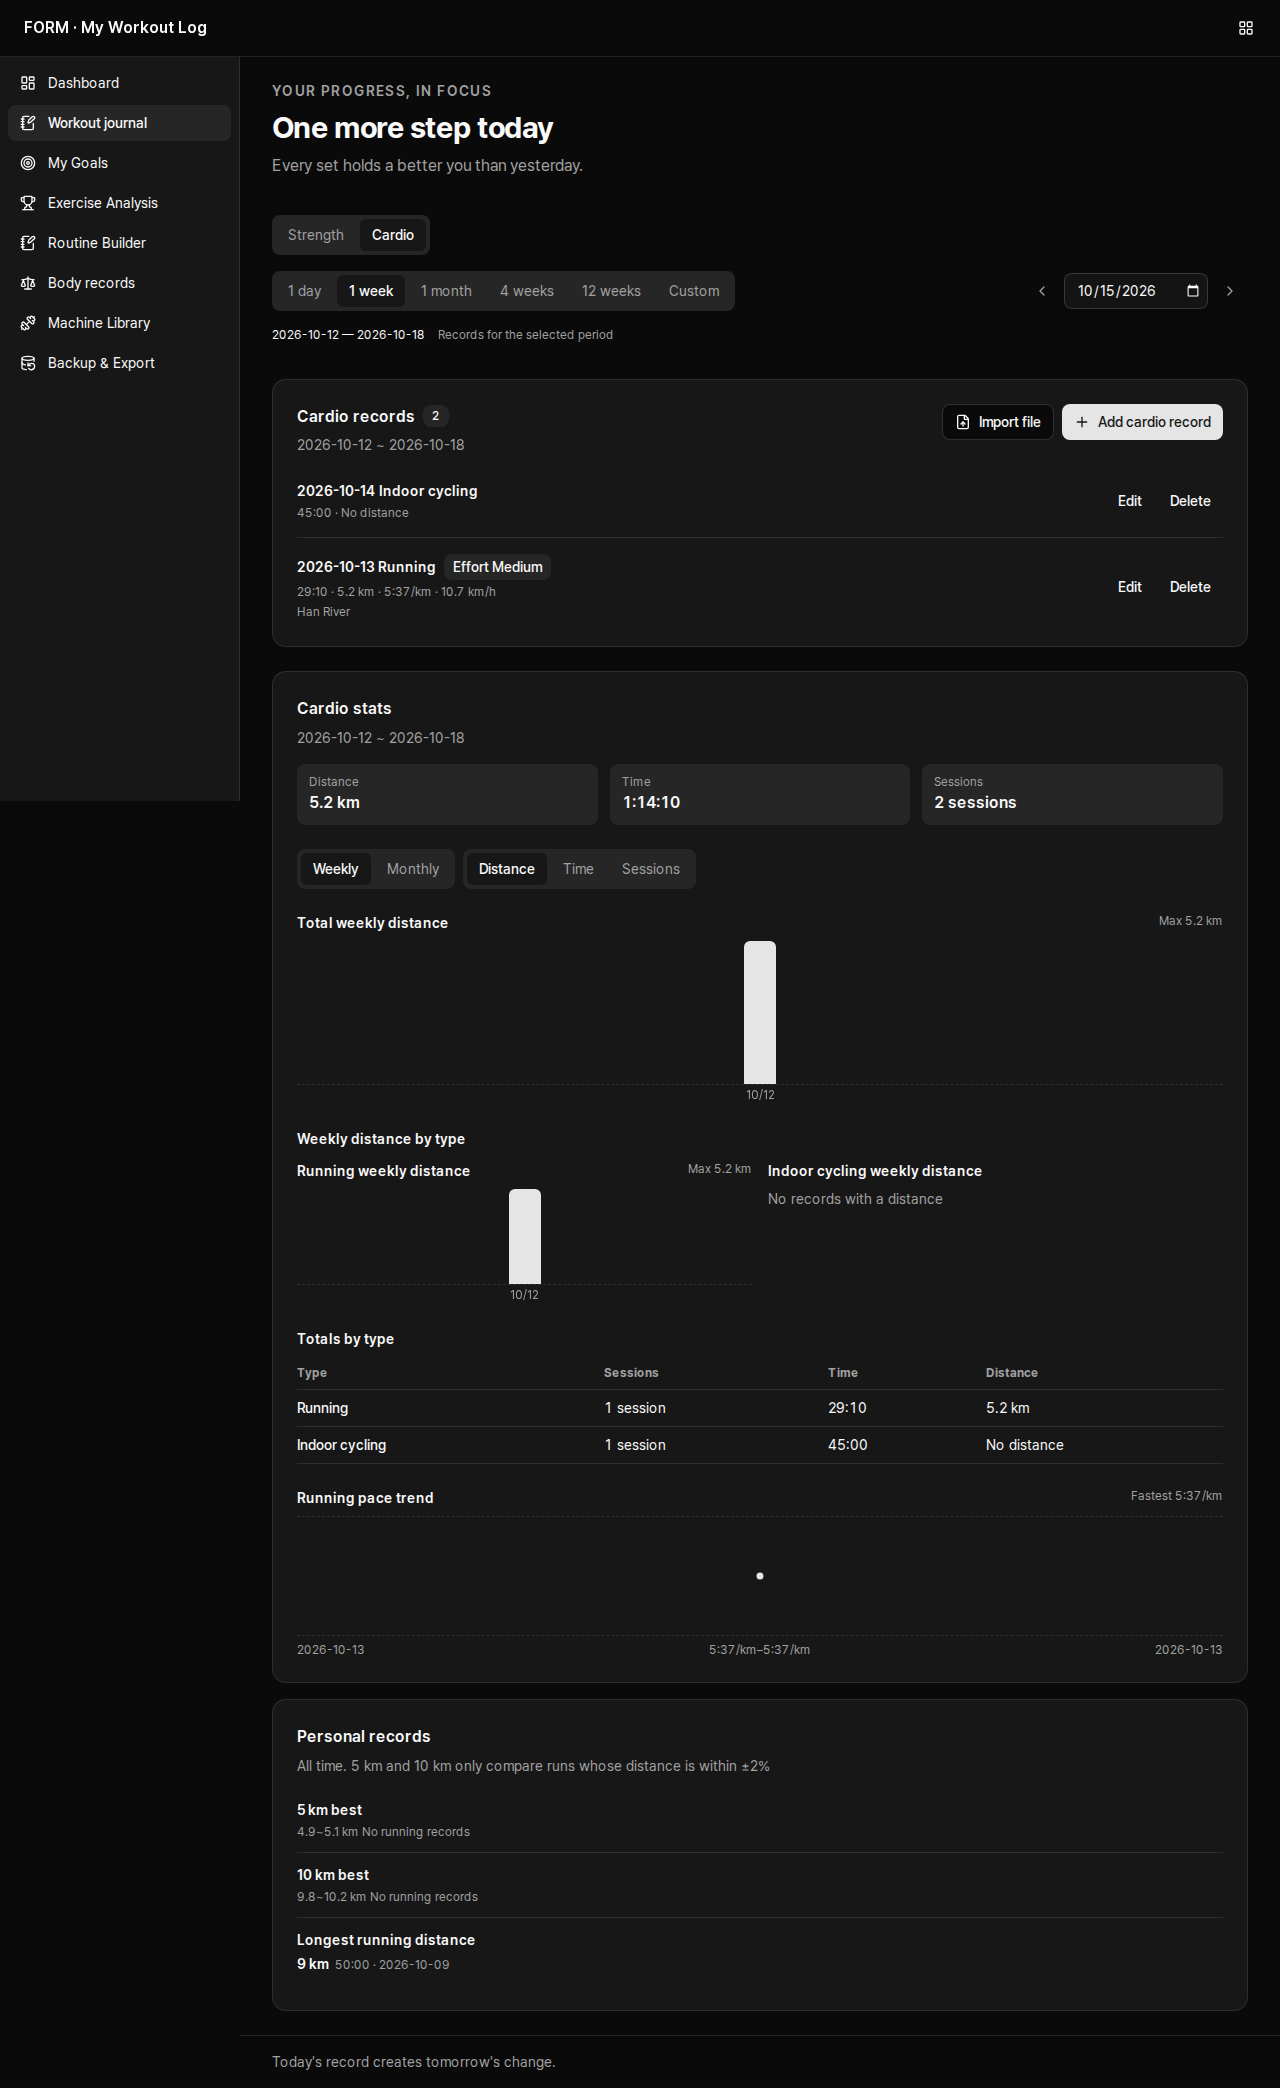 FORM · My Workout Log
Dashboard
Workout journal
My Goals
Exercise Analysis
Routine Builder
Body records
Machine Library
Backup & Export
YOUR PROGRESS, IN FOCUS
One more step today
Every set holds a better you than yesterday.
Strength Cardio
1 day 1 week 1 month 4 weeks 12 weeks Custom
10/15/2026
2026-10-12 — 2026-10-18 Records for the selected period
Cardio records 2
2026-10-12 ~ 2026-10-18
Import file
Add cardio record
2026-10-14 Indoor cycling
45:00 · No distance
Edit Delete
2026-10-13 Running Effort Medium
29:10 · 5.2 km · 5:37/km · 10.7 km/h
Han River
Edit Delete
Cardio stats
2026-10-12 ~ 2026-10-18
Distance
5.2 km
Time
1:14:10
Sessions
2 sessions
Weekly Monthly Distance Time Sessions
Total weekly distance Max 5.2 km
10/12
Weekly distance by type
Running weekly distance Max 5.2 km
10/12
Indoor cycling weekly distance
No records with a distance
Totals by type
Type Sessions Time Distance
Running 1 session 29:10 5.2 km
Indoor cycling 1 session 45:00 No distance
Running pace trend Fastest 5:37/km
2026-10-13 5:37/km–5:37/km 2026-10-13
Personal records
All time. 5 km and 10 km only compare runs whose distance is within ±2%
5 km best
4.9~5.1 km No running records
10 km best
9.8~10.2 km No running records
Longest running distance
9 km 50:00 · 2026-10-09
Today's record creates tomorrow's change.